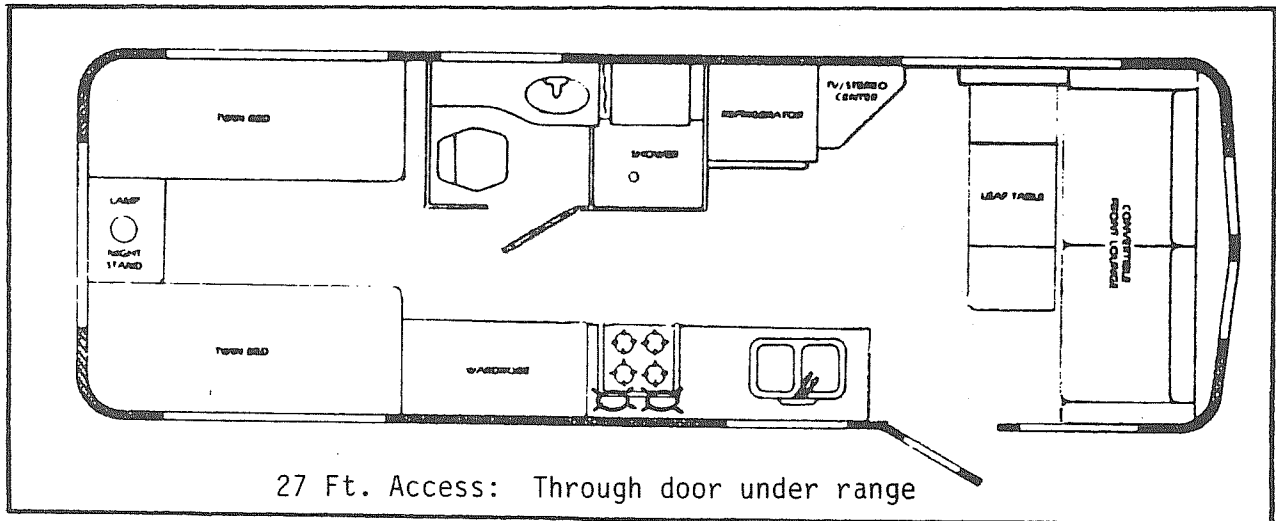 TWIN BED
REFRIGERATOR
TV/STEREO
CENTER
SHOWER
LAMP
NIGHT
STAND
LEAF TABLE
CONVERTIBLE
FRONT LOUNGE
TWIN BED
WARDROBE
27 Ft. Access: Through door under range